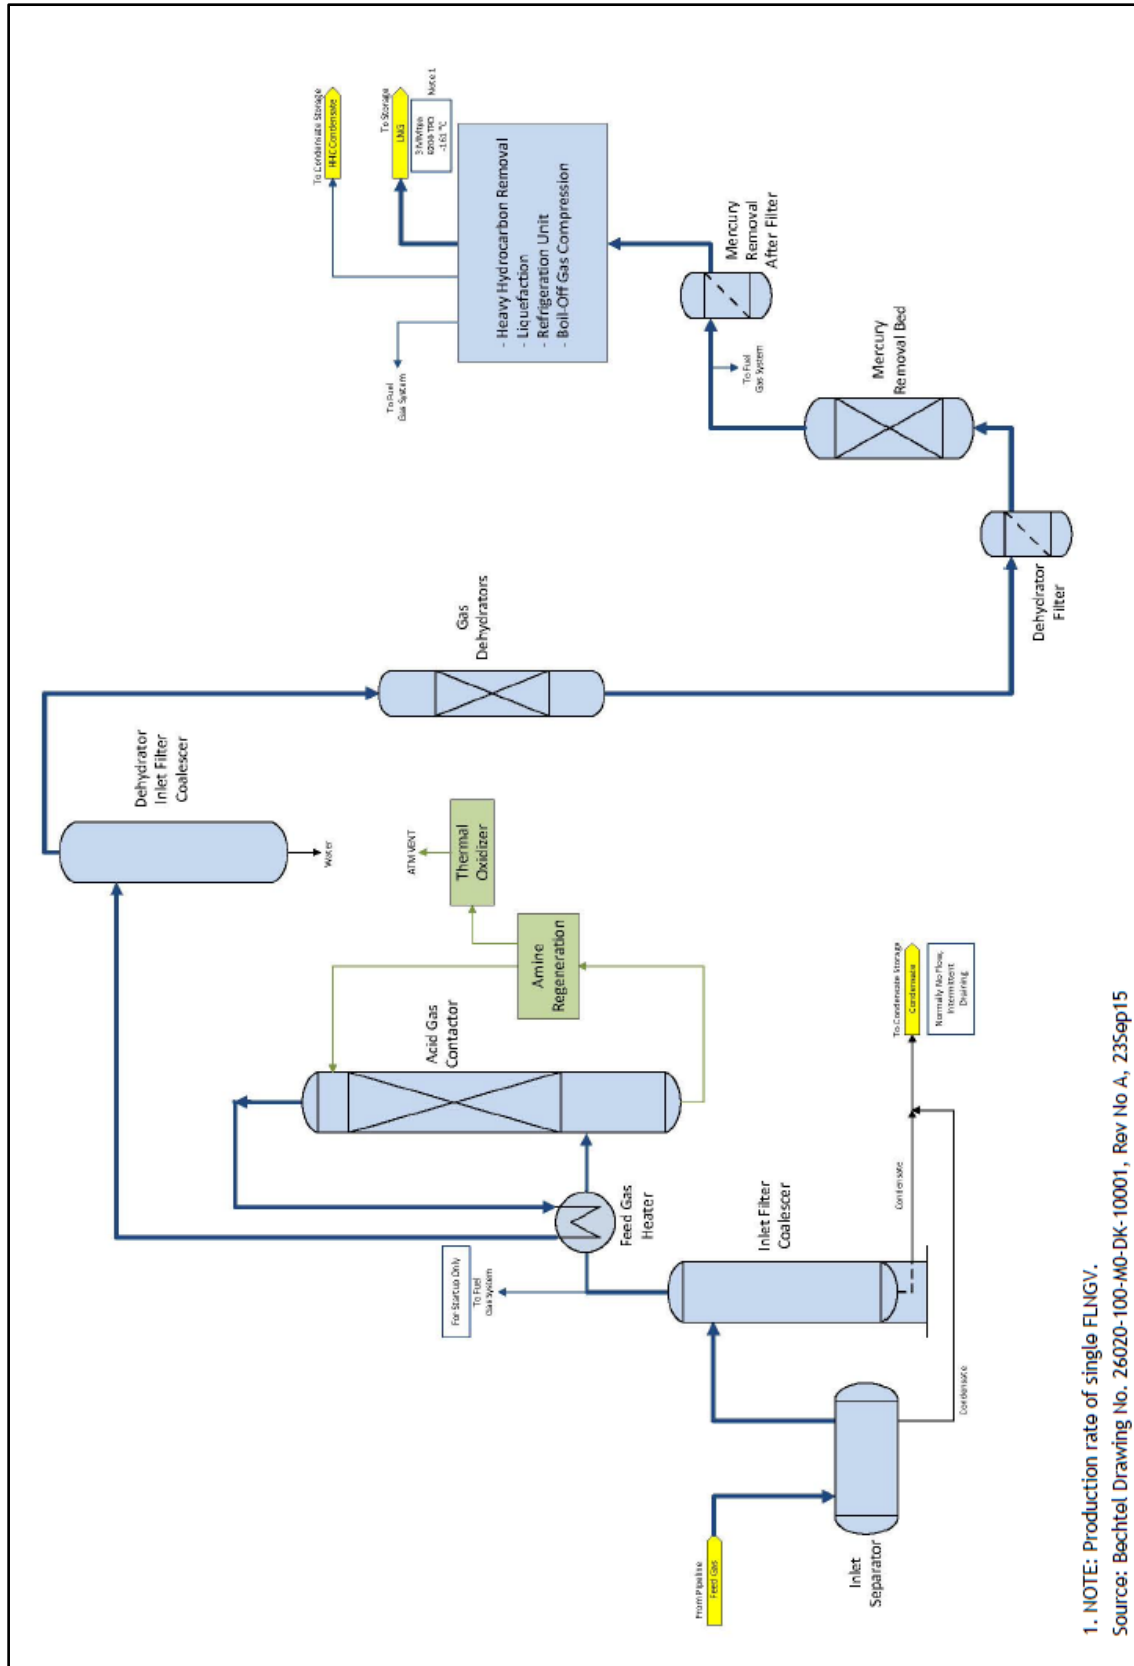 From Pipeline
Feed Gas
Inlet
Separator
Condensate
Inlet Filter
Coalescer
Condensate
To Condensate Storage
Condensate
Normally No Flow,
Intermittent
Draining
For Startup Only
To Fuel
Gas System
Feed Gas
Heater
Acid Gas
Contactor
Amine
Regeneration
Thermal
Oxidizer
ATM VENT
Dehydrator
Inlet Filter
Coalescer
Water
Gas
Dehydrators
Dehydrator
Filter
Mercury
Removal Bed
To Fuel
Gas System
Mercury
Removal
After Filter
- Heavy Hydrocarbon Removal
- Liquefaction
- Refrigeration Unit
- Boil-Off Gas Compression
To Fuel
Gas System
To Condensate Storage
HHC Condensate
To Storage
LNG
-161 °C
Note 1
1. NOTE: Production rate of single FLNGV.
Source: Bechtel Drawing No. 26020-100-M0-DK-10001, Rev No A, 23Sep15